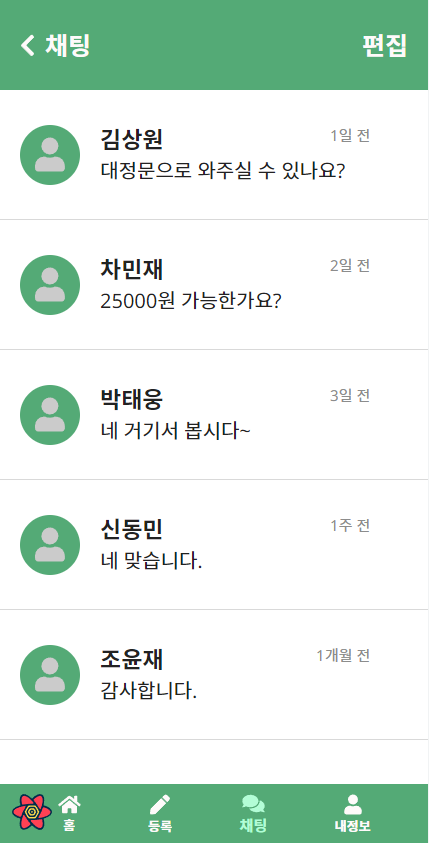 채팅 편집
김상원 1일 전
대정문으로 와주실 수 있나요?
차민재 2일 전
25000원 가능한가요?
박태웅 3일 전
네 거기서 봅시다~
신동민 1주 전
네 맞습니다.
조윤재 1개월 전
감사합니다.
홈 등록 채팅 내정보